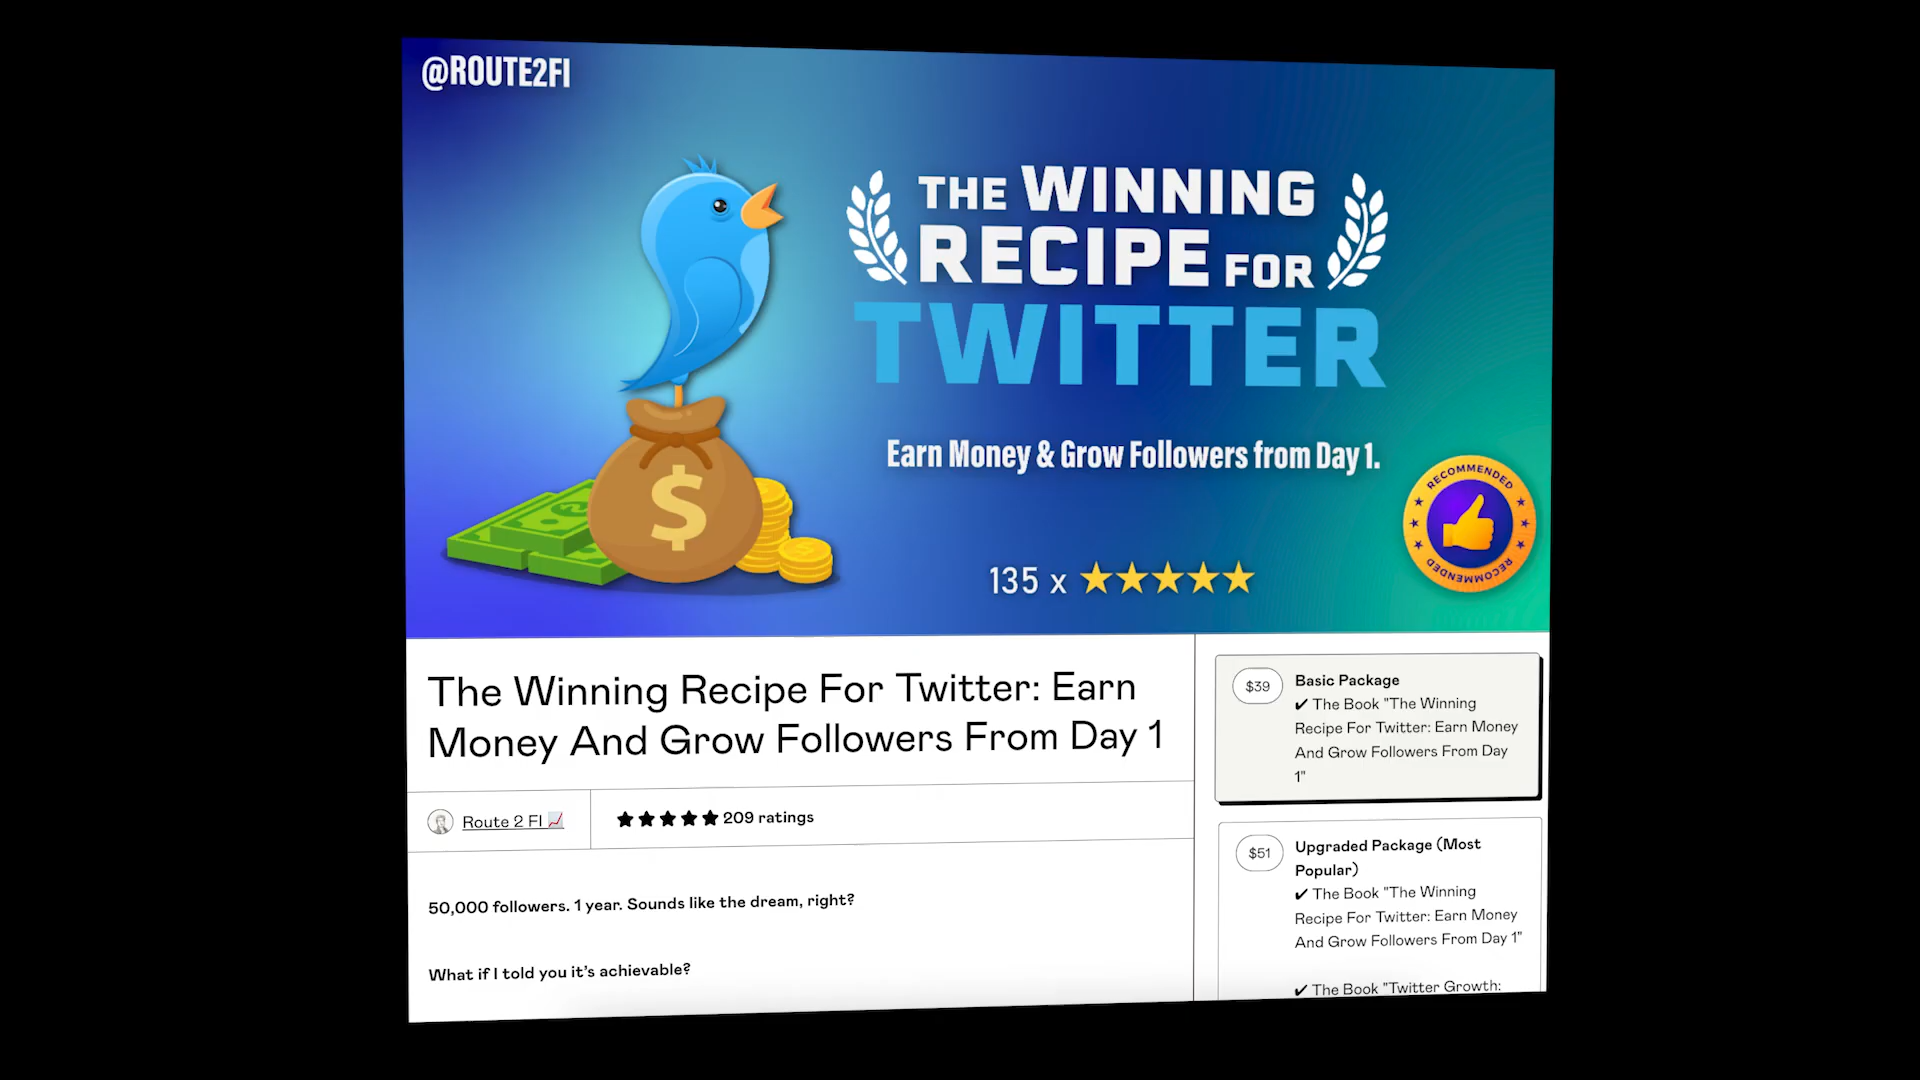 @ROUTE2FI
THE WINNING
RECIPE FOR
TWITTER
Earn Money & Grow Followers from Day 1.
135 x ★★★★★
RECOMMENDED
RECOMMENDED
The Winning Recipe For Twitter: Earn
Money And Grow Followers From Day 1
Route 2 FI 📈
★★★★★ 209 ratings
50,000 followers. 1 year. Sounds like the dream, right?
What if I told you it's achievable?
$39
Basic Package
✔ The Book "The Winning
Recipe For Twitter: Earn Money
And Grow Followers From Day
1"
$51
Upgraded Package (Most
Popular)
✔ The Book "The Winning
Recipe For Twitter: Earn Money
And Grow Followers From Day 1"
✔ The Book "Twitter Growth: